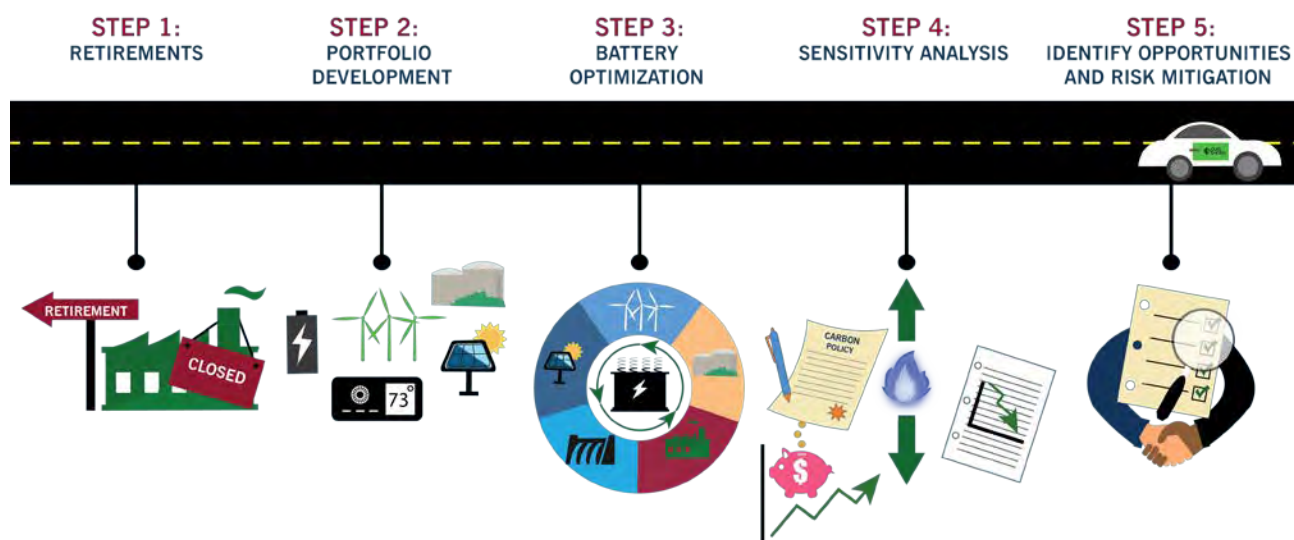 STEP 1:
RETIREMENTS
STEP 2:
PORTFOLIO
DEVELOPMENT
STEP 3:
BATTERY
OPTIMIZATION
STEP 4:
SENSITIVITY ANALYSIS
STEP 5:
IDENTIFY OPPORTUNITIES
AND RISK MITIGATION
RETIREMENT
CLOSED
73°
CARBON
POLICY
$